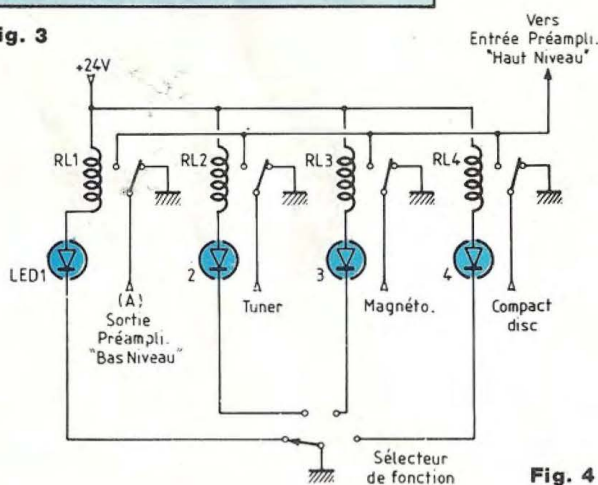 ig. 3
Vers
Entrée Préampli.
"Haut Niveau"
+24V
RL1
RL2
RL3
RL4
LED1
2
3
4
(A)
Sortie
Préampli.
"Bas Niveau"
Tuner
Magnéto.
Compact
disc
Sélecteur
de fonction
Fig. 4